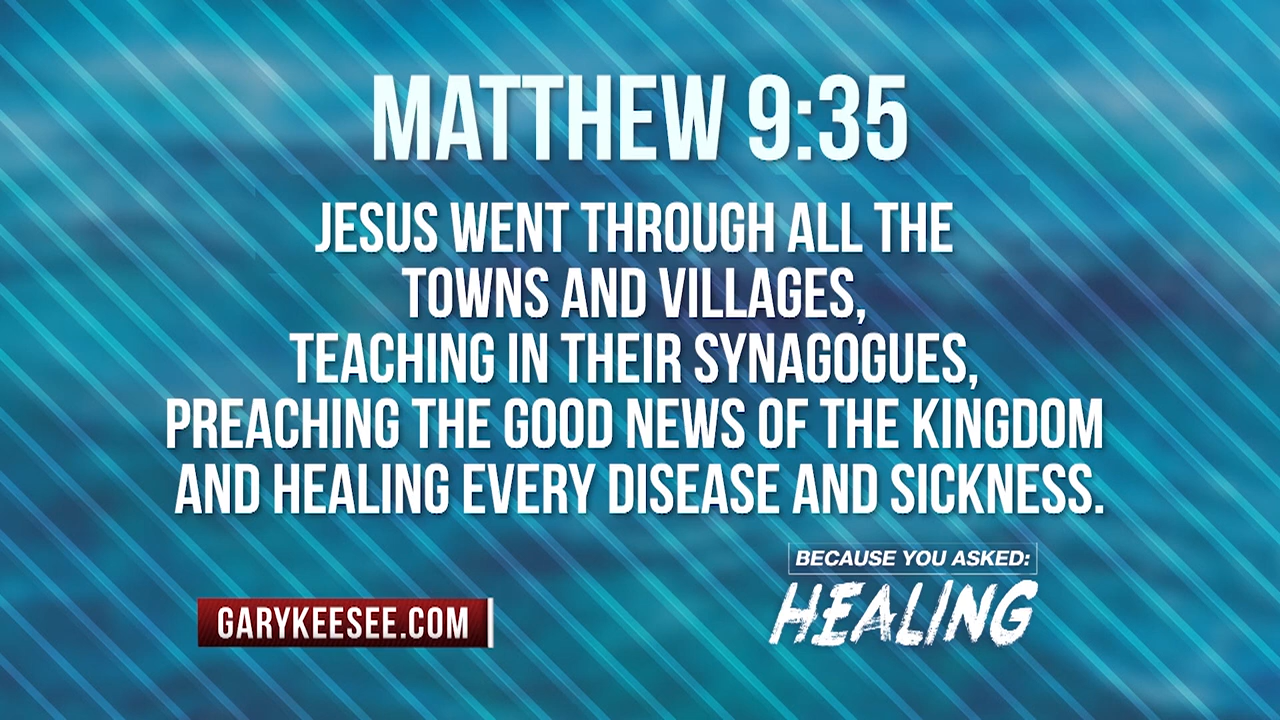 MATTHEW 9:35
JESUS WENT THROUGH ALL THE
TOWNS AND VILLAGES,
TEACHING IN THEIR SYNAGOGUES,
PREACHING THE GOOD NEWS OF THE KINGDOM
AND HEALING EVERY DISEASE AND SICKNESS.
BECAUSE YOU ASKED:
HEALING
GARYKEESEE.COM